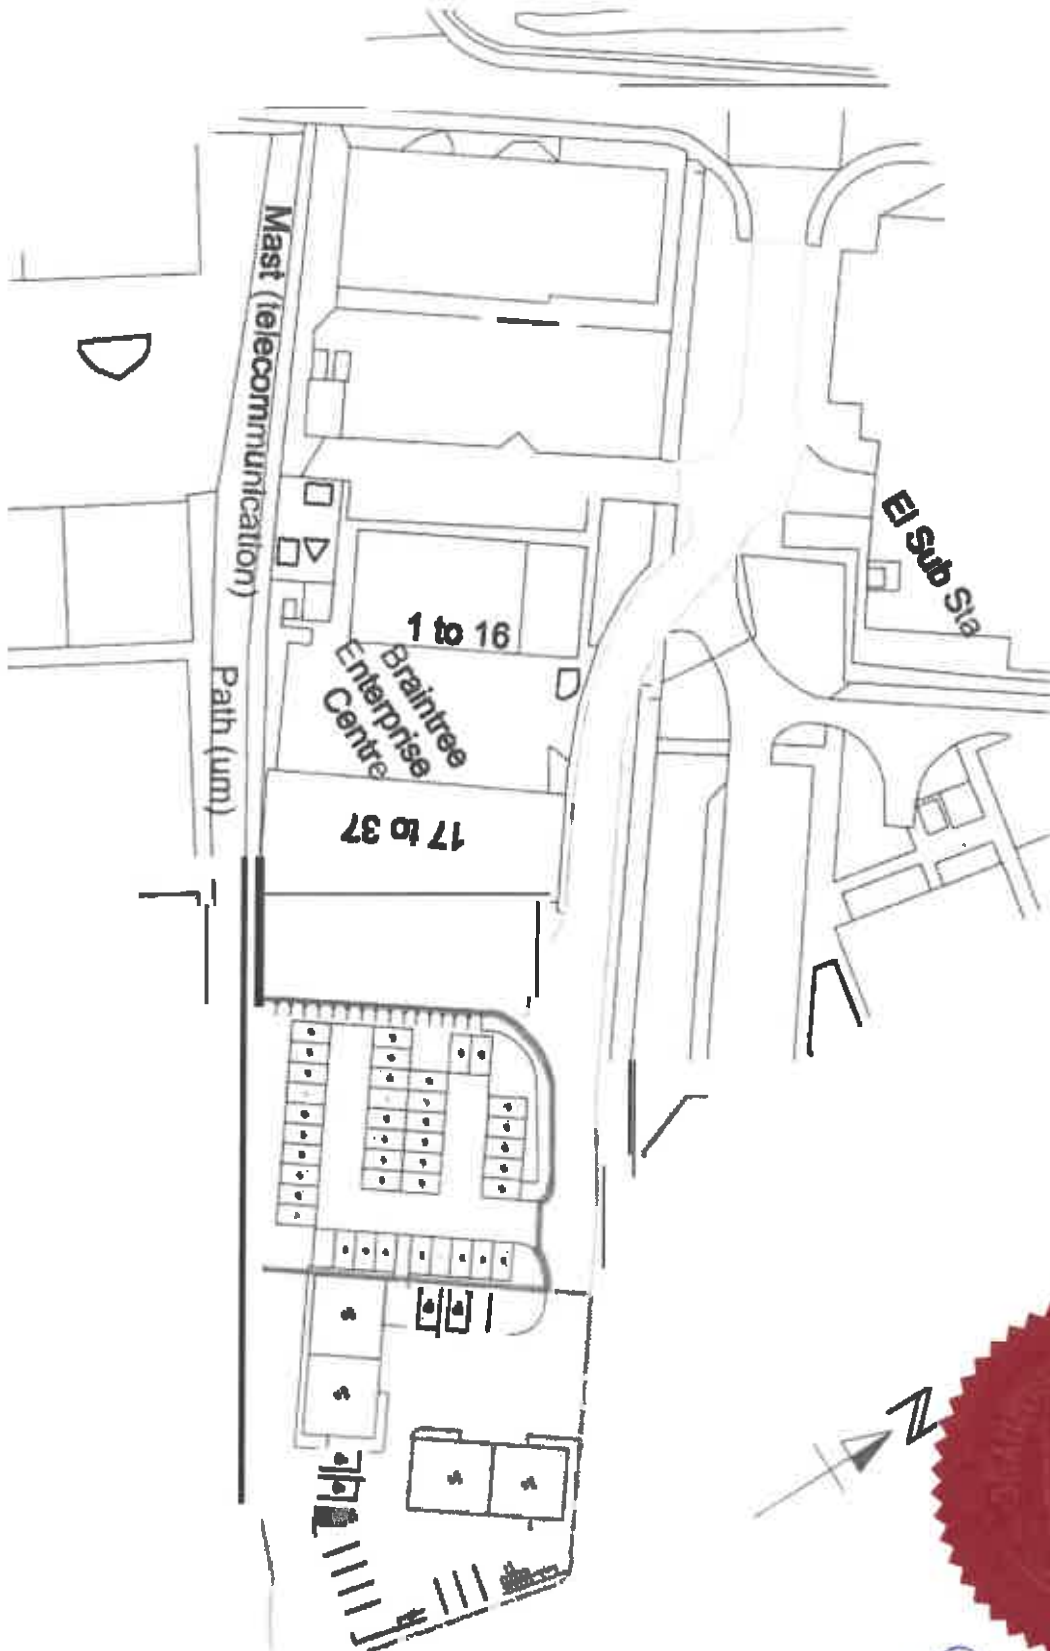 Mast (telecommunication)
El Sub Sta
1 to 16
Braintree
Enterprise
Centre
Path (um)
17 to 37
N